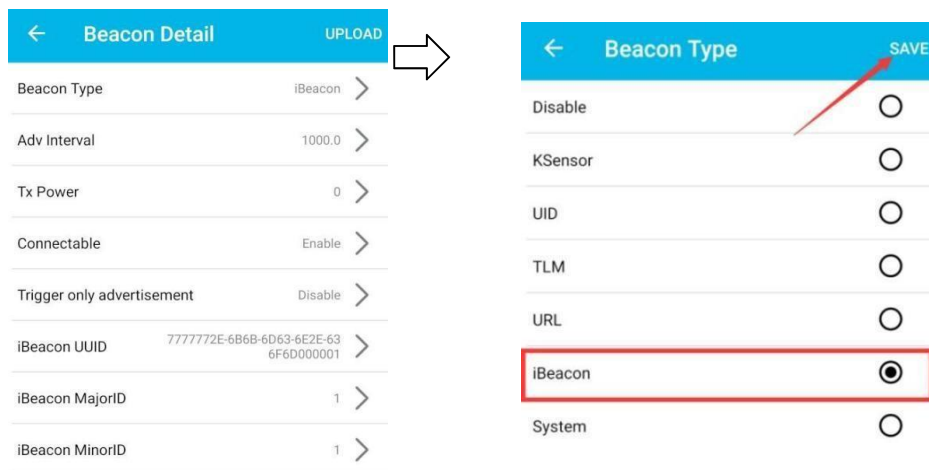 Beacon Detail UPLOAD
Beacon Type iBeacon
Adv Interval 1000.0
Tx Power 0
Connectable Enable
Trigger only advertisement Disable
iBeacon UUID 7777772E-6B6B-6D63-6E2E-63
6F6D000001
iBeacon MajorID 1
iBeacon MinorID 1
Beacon Type SAVE
Disable
KSensor
UID
TLM
URL
iBeacon
System